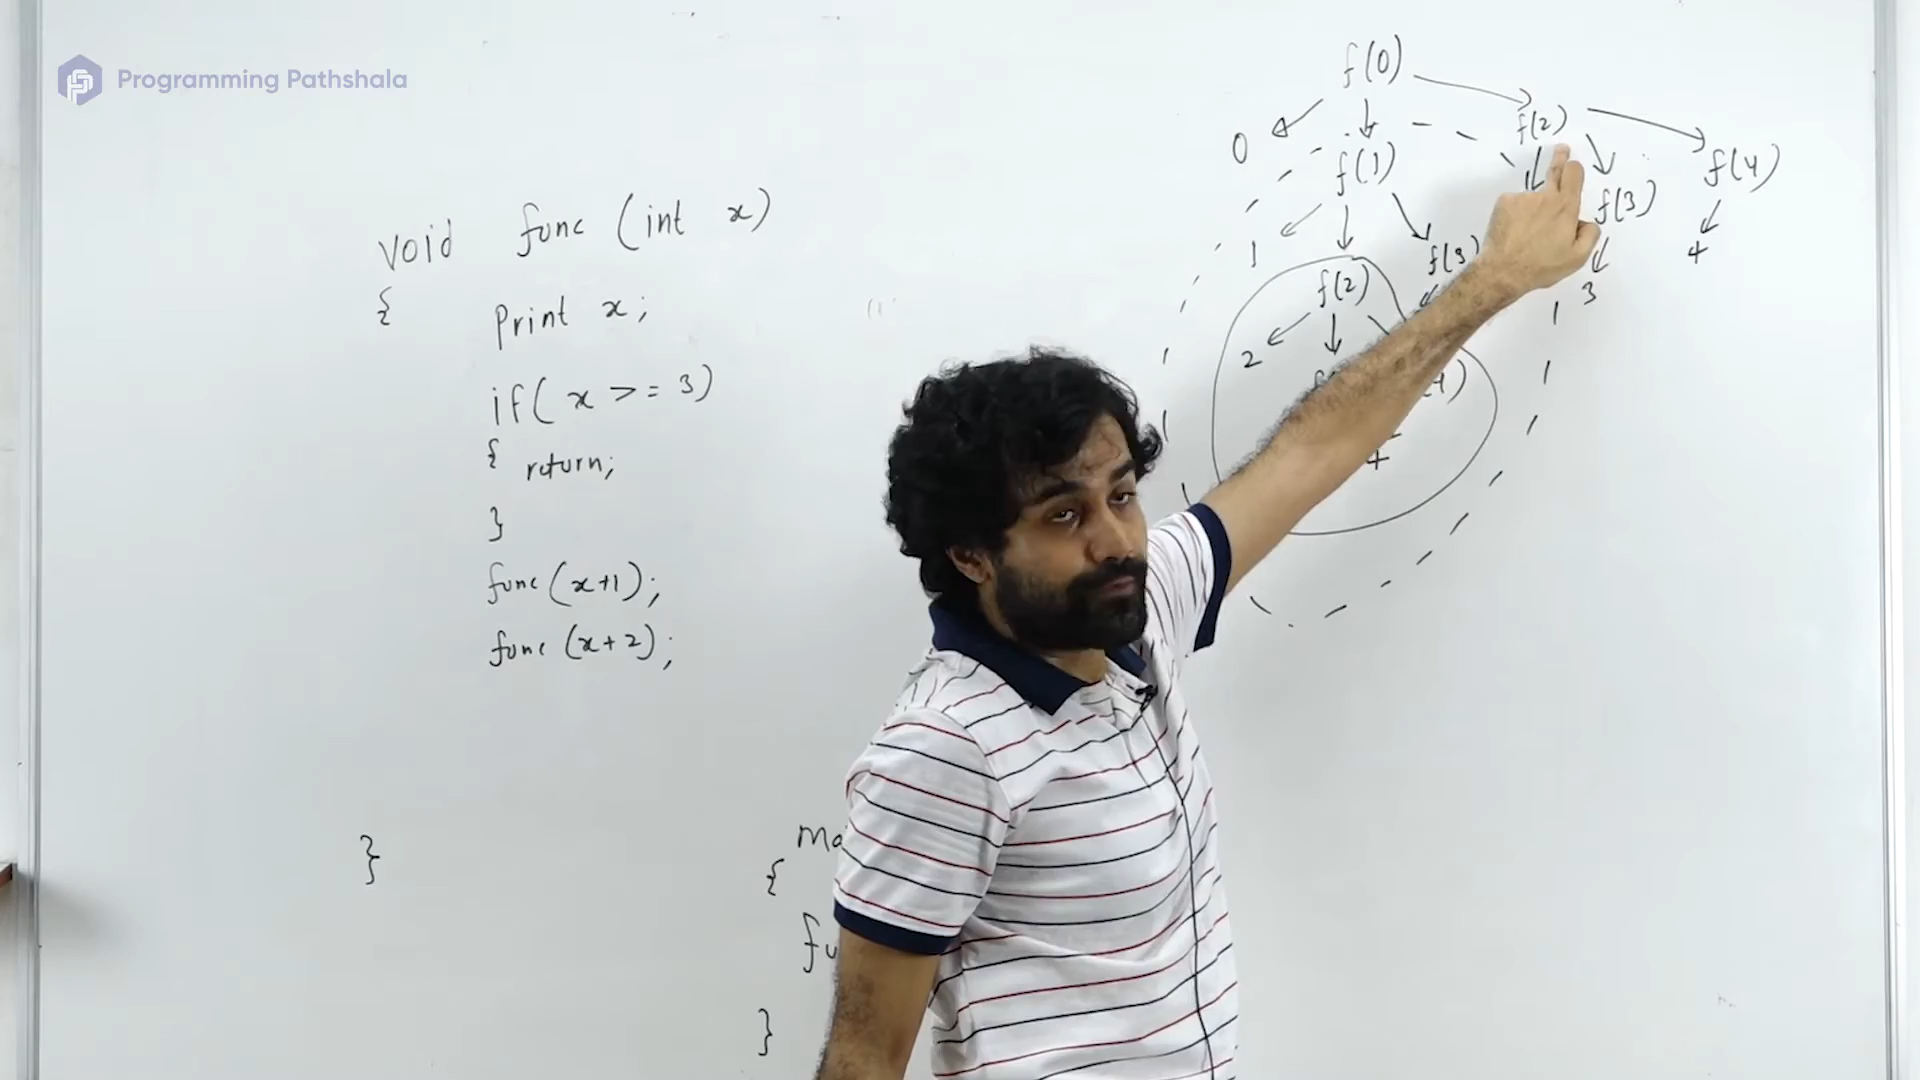 Programming Pathshala
void func (int x)
{
print x;
if( x >= 3)
{ return;
}
func (x+1);
func (x+2);
}
{
}
f(0)
0
f(2)
f(1)
f(4)
f(3)
1
4
f(3)
f(2)
3
2
4